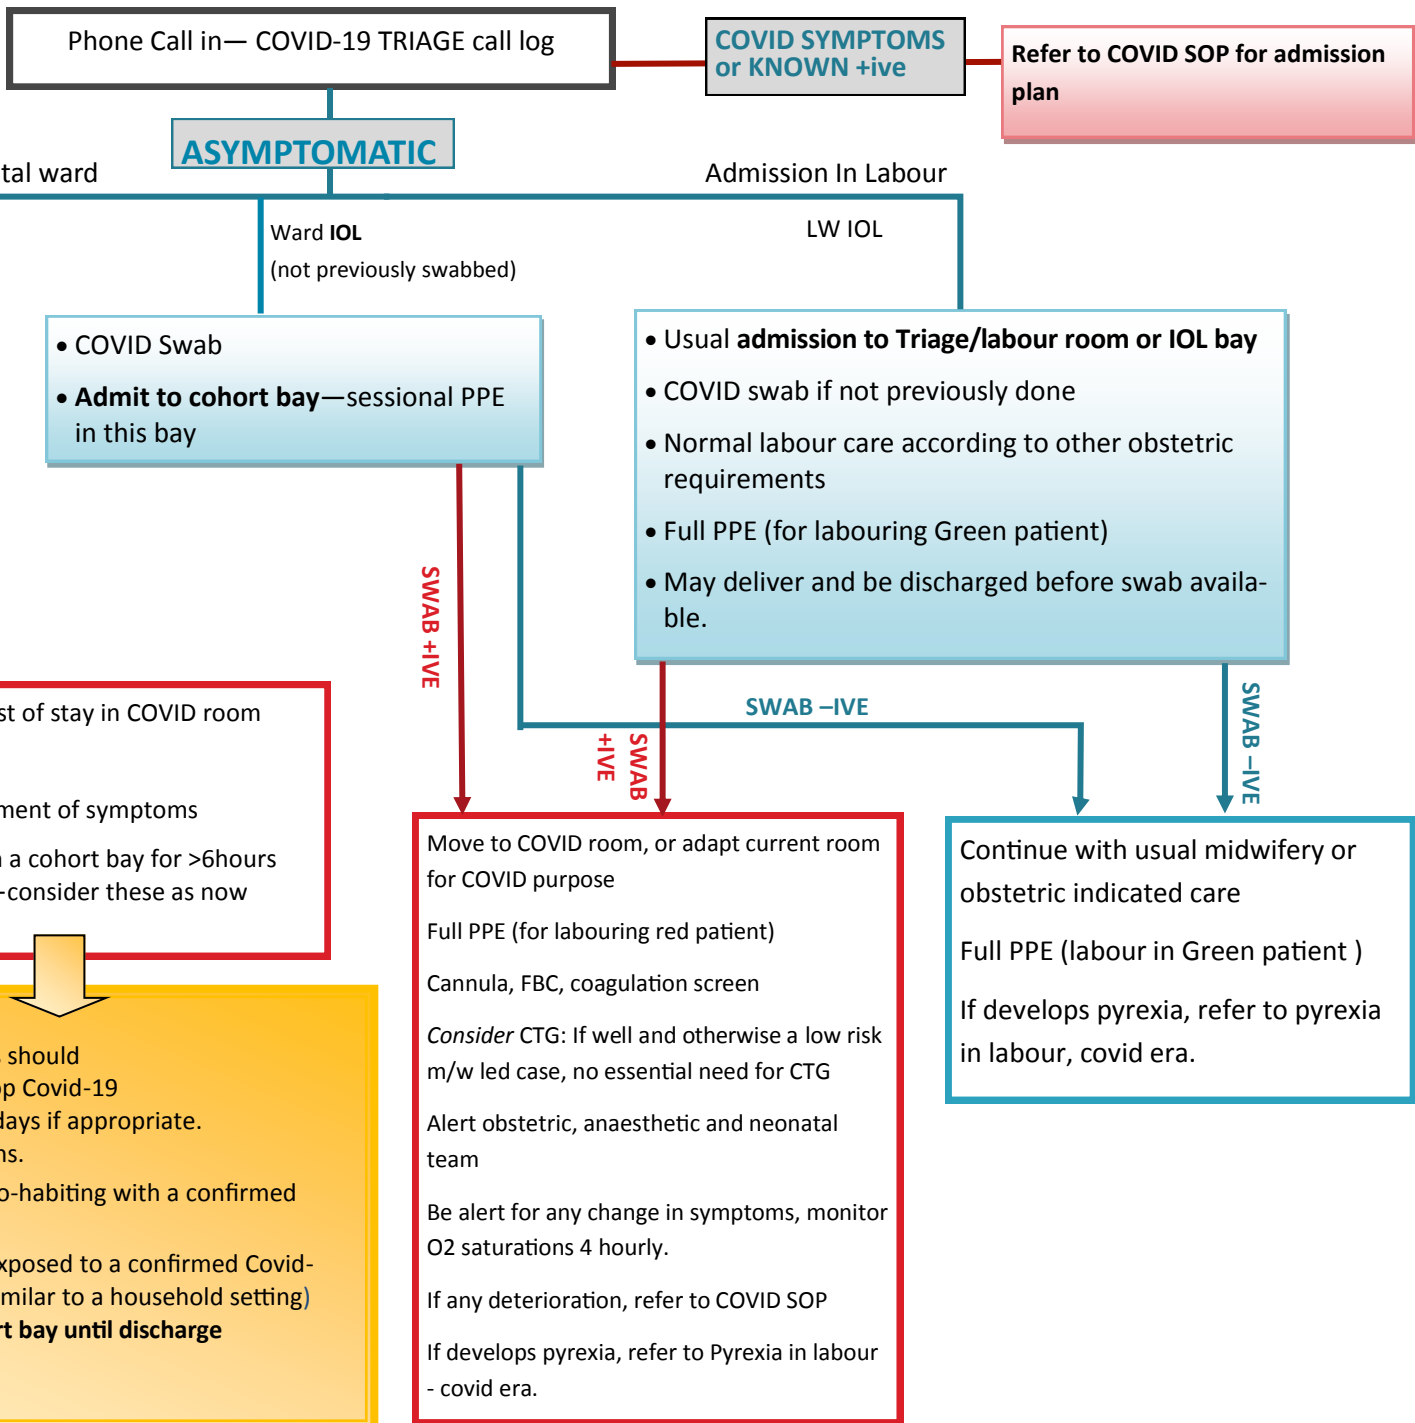 Phone Call in— COVID-19 TRIAGE call log
COVID SYMPTOMS
or KNOWN +ive
Refer to COVID SOP for admission
plan
ASYMPTOMATIC
tal ward
Admission In Labour
Ward IOL
(not previously swabbed)
LW IOL
• COVID Swab
• Admit to cohort bay—sessional PPE
in this bay
• Usual admission to Triage/labour room or IOL bay
• COVID swab if not previously done
• Normal labour care according to other obstetric
requirements
• Full PPE (for labouring Green patient)
• May deliver and be discharged before swab availa-
ble.
SWAB +IVE
SWAB
+IVE
SWAB –IVE
SWAB –IVE
st of stay in COVID room
ment of symptoms
a cohort bay for >6hours
-consider these as now
should
op Covid-19
days if appropriate.
ns.
o-habiting with a confirmed
exposed to a confirmed Covid-
milar to a household setting)
rt bay until discharge
Move to COVID room, or adapt current room
for COVID purpose
Full PPE (for labouring red patient)
Cannula, FBC, coagulation screen
Consider CTG: If well and otherwise a low risk
m/w led case, no essential need for CTG
Alert obstetric, anaesthetic and neonatal
team
Be alert for any change in symptoms, monitor
O2 saturations 4 hourly.
If any deterioration, refer to COVID SOP
If develops pyrexia, refer to Pyrexia in labour
- covid era.
Continue with usual midwifery or
obstetric indicated care
Full PPE (labour in Green patient )
If develops pyrexia, refer to pyrexia
in labour, covid era.